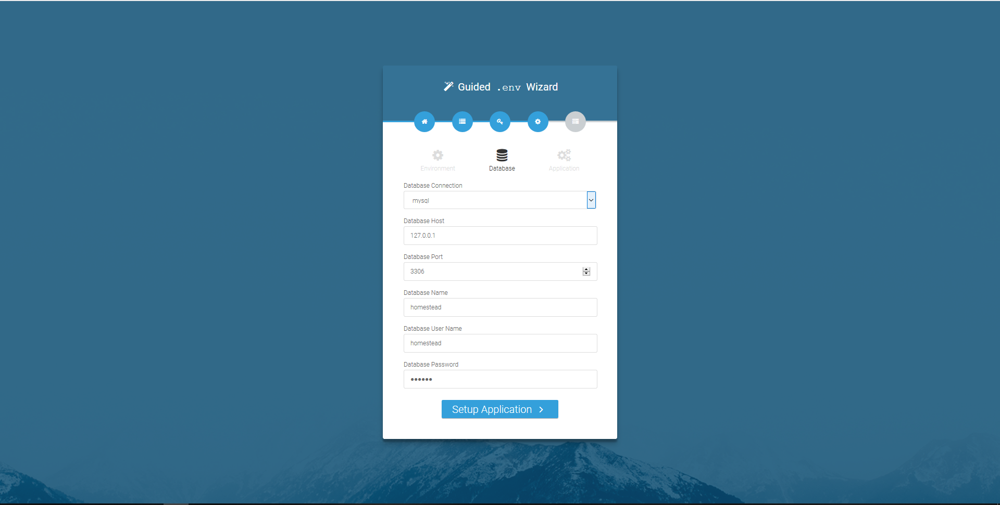 Guided .env Wizard
Environment
Database
Application
Database Connection
mysql
Database Host
127.0.0.1
Database Port
3306
Database Name
homestead
Database User Name
homestead
Database Password
••••••
Setup Application